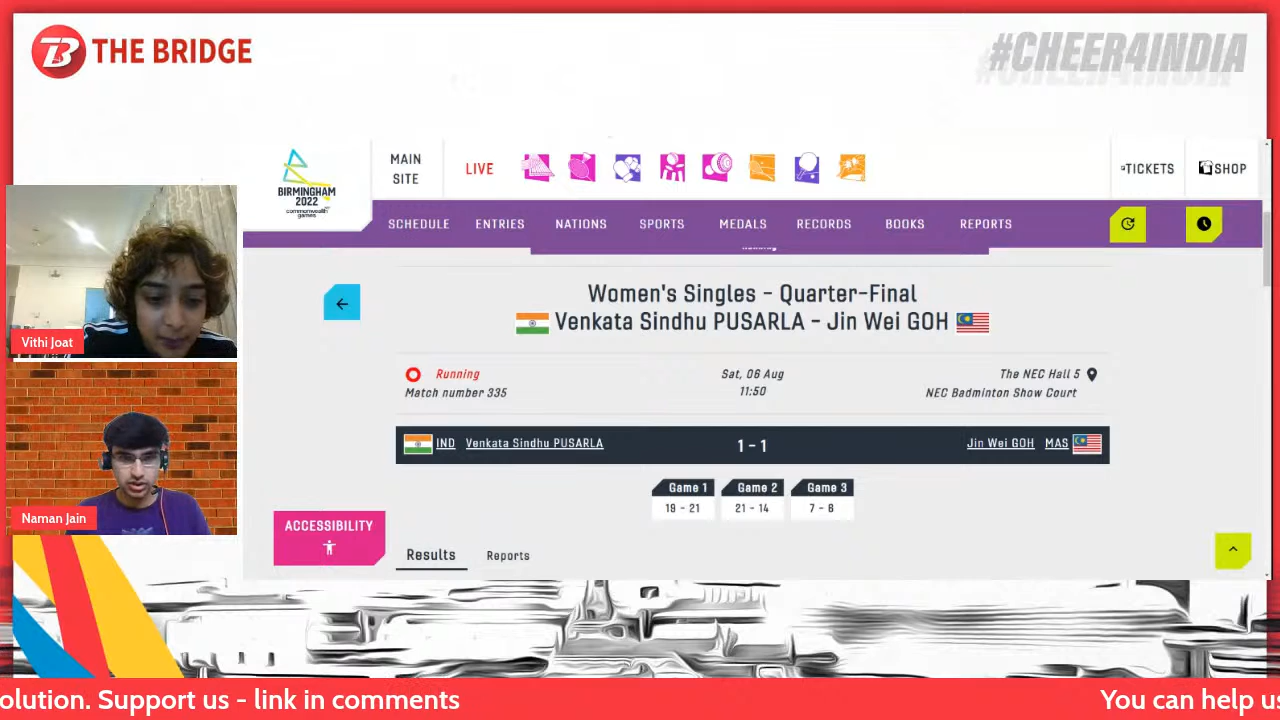 THE BRIDGE
#CHEER4INDIA
BIRMINGHAM
2022
commonwealth
games
MAIN
SITE
LIVE
TICKETS
SHOP
SCHEDULE ENTRIES NATIONS SPORTS MEDALS RECORDS BOOKS REPORTS
Women's Singles - Quarter-Final
Venkata Sindhu PUSARLA - Jin Wei GOH
Running
Match number 335
Sat, 06 Aug
11:50
The NEC Hall 5
NEC Badminton Show Court
IND Venkata Sindhu PUSARLA 1 - 1 Jin Wei GOH MAS
Game 1 Game 2 Game 3
19 - 21 21 - 14 7 - 6
ACCESSIBILITY
Results Reports
Vithi Joat
Naman Jain
olution. Support us - link in comments
You can help us